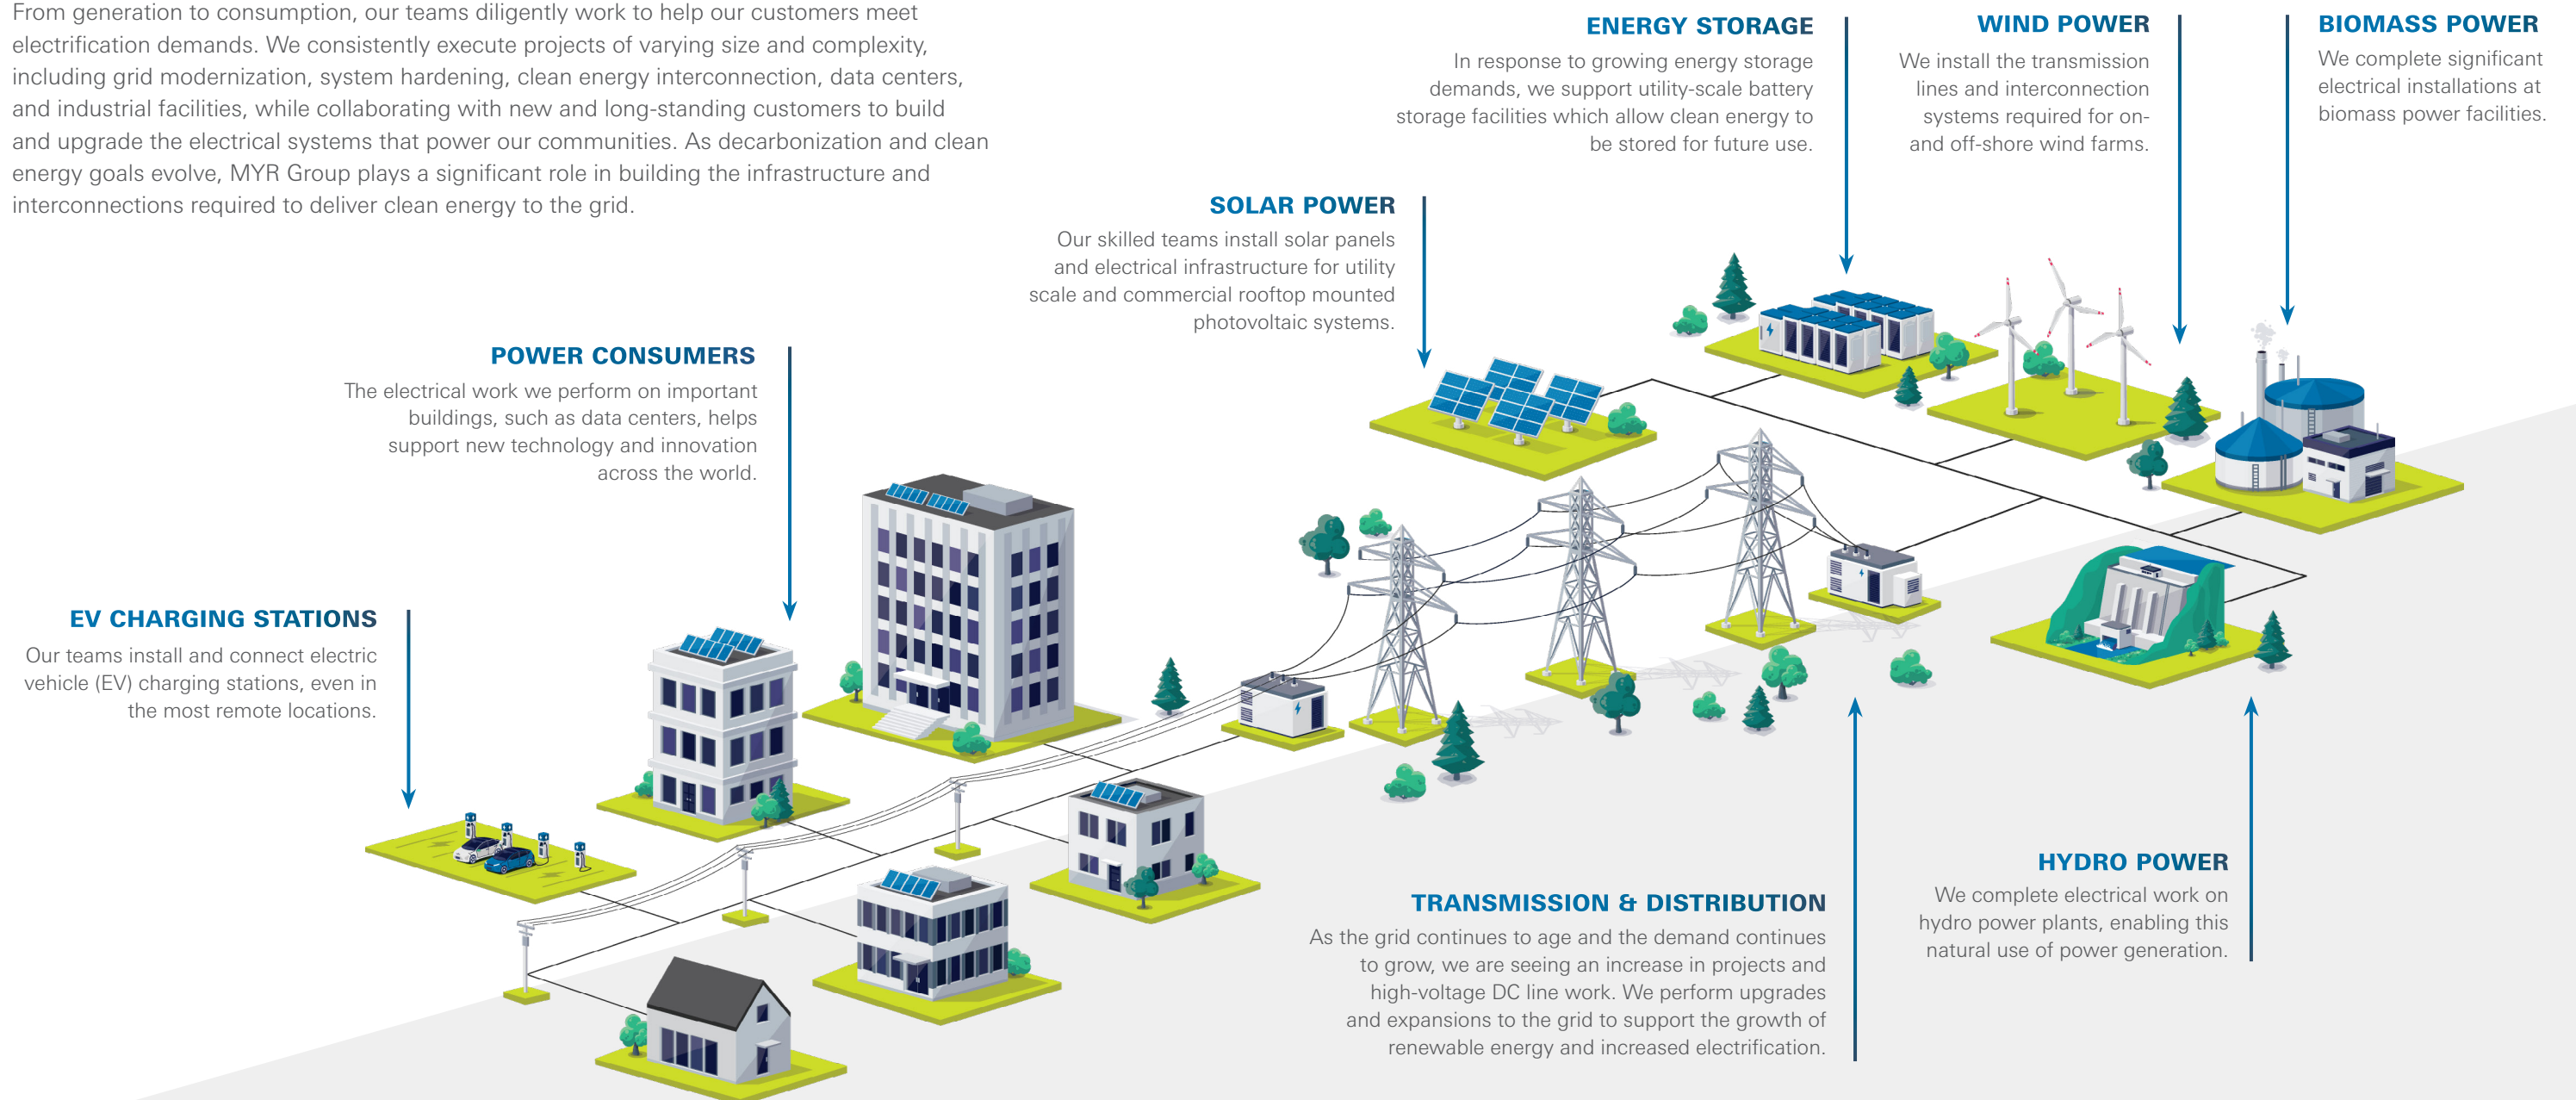 From generation to consumption, our teams diligently work to help our customers meet
electrification demands. We consistently execute projects of varying size and complexity,
including grid modernization, system hardening, clean energy interconnection, data centers,
and industrial facilities, while collaborating with new and long-standing customers to build
and upgrade the electrical systems that power our communities. As decarbonization and clean
energy goals evolve, MYR Group plays a significant role in building the infrastructure and
interconnections required to deliver clean energy to the grid.
ENERGY STORAGE
In response to growing energy storage
demands, we support utility-scale battery
storage facilities which allow clean energy to
be stored for future use.
WIND POWER
We install the transmission
lines and interconnection
systems required for on-
and off-shore wind farms.
BIOMASS POWER
We complete significant
electrical installations at
biomass power facilities.
SOLAR POWER
Our skilled teams install solar panels
and electrical infrastructure for utility
scale and commercial rooftop mounted
photovoltaic systems.
POWER CONSUMERS
The electrical work we perform on important
buildings, such as data centers, helps
support new technology and innovation
across the world.
EV CHARGING STATIONS
Our teams install and connect electric
vehicle (EV) charging stations, even in
the most remote locations.
TRANSMISSION & DISTRIBUTION
As the grid continues to age and the demand continues
to grow, we are seeing an increase in projects and
high-voltage DC line work. We perform upgrades
and expansions to the grid to support the growth of
renewable energy and increased electrification.
HYDRO POWER
We complete electrical work on
hydro power plants, enabling this
natural use of power generation.